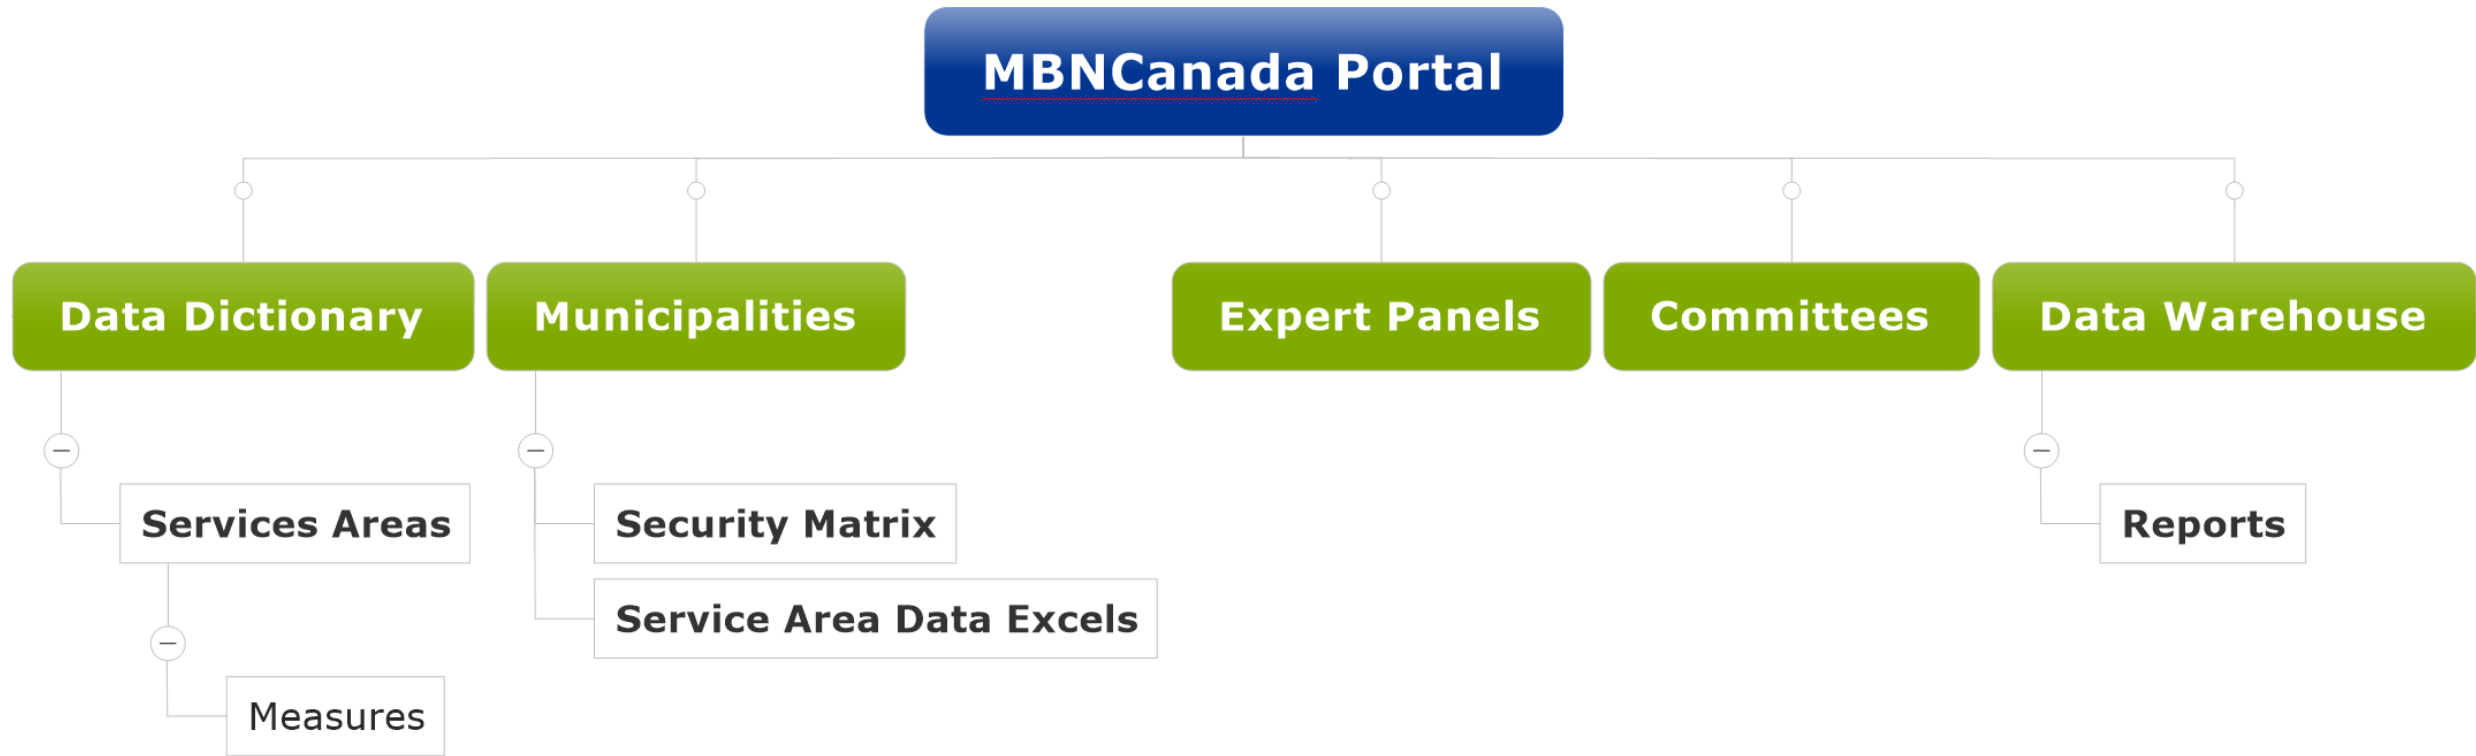 MBNCanada Portal
Data Dictionary
Municipalities
Expert Panels
Committees
Data Warehouse
Services Areas
Security Matrix
Reports
Service Area Data Excels
Measures